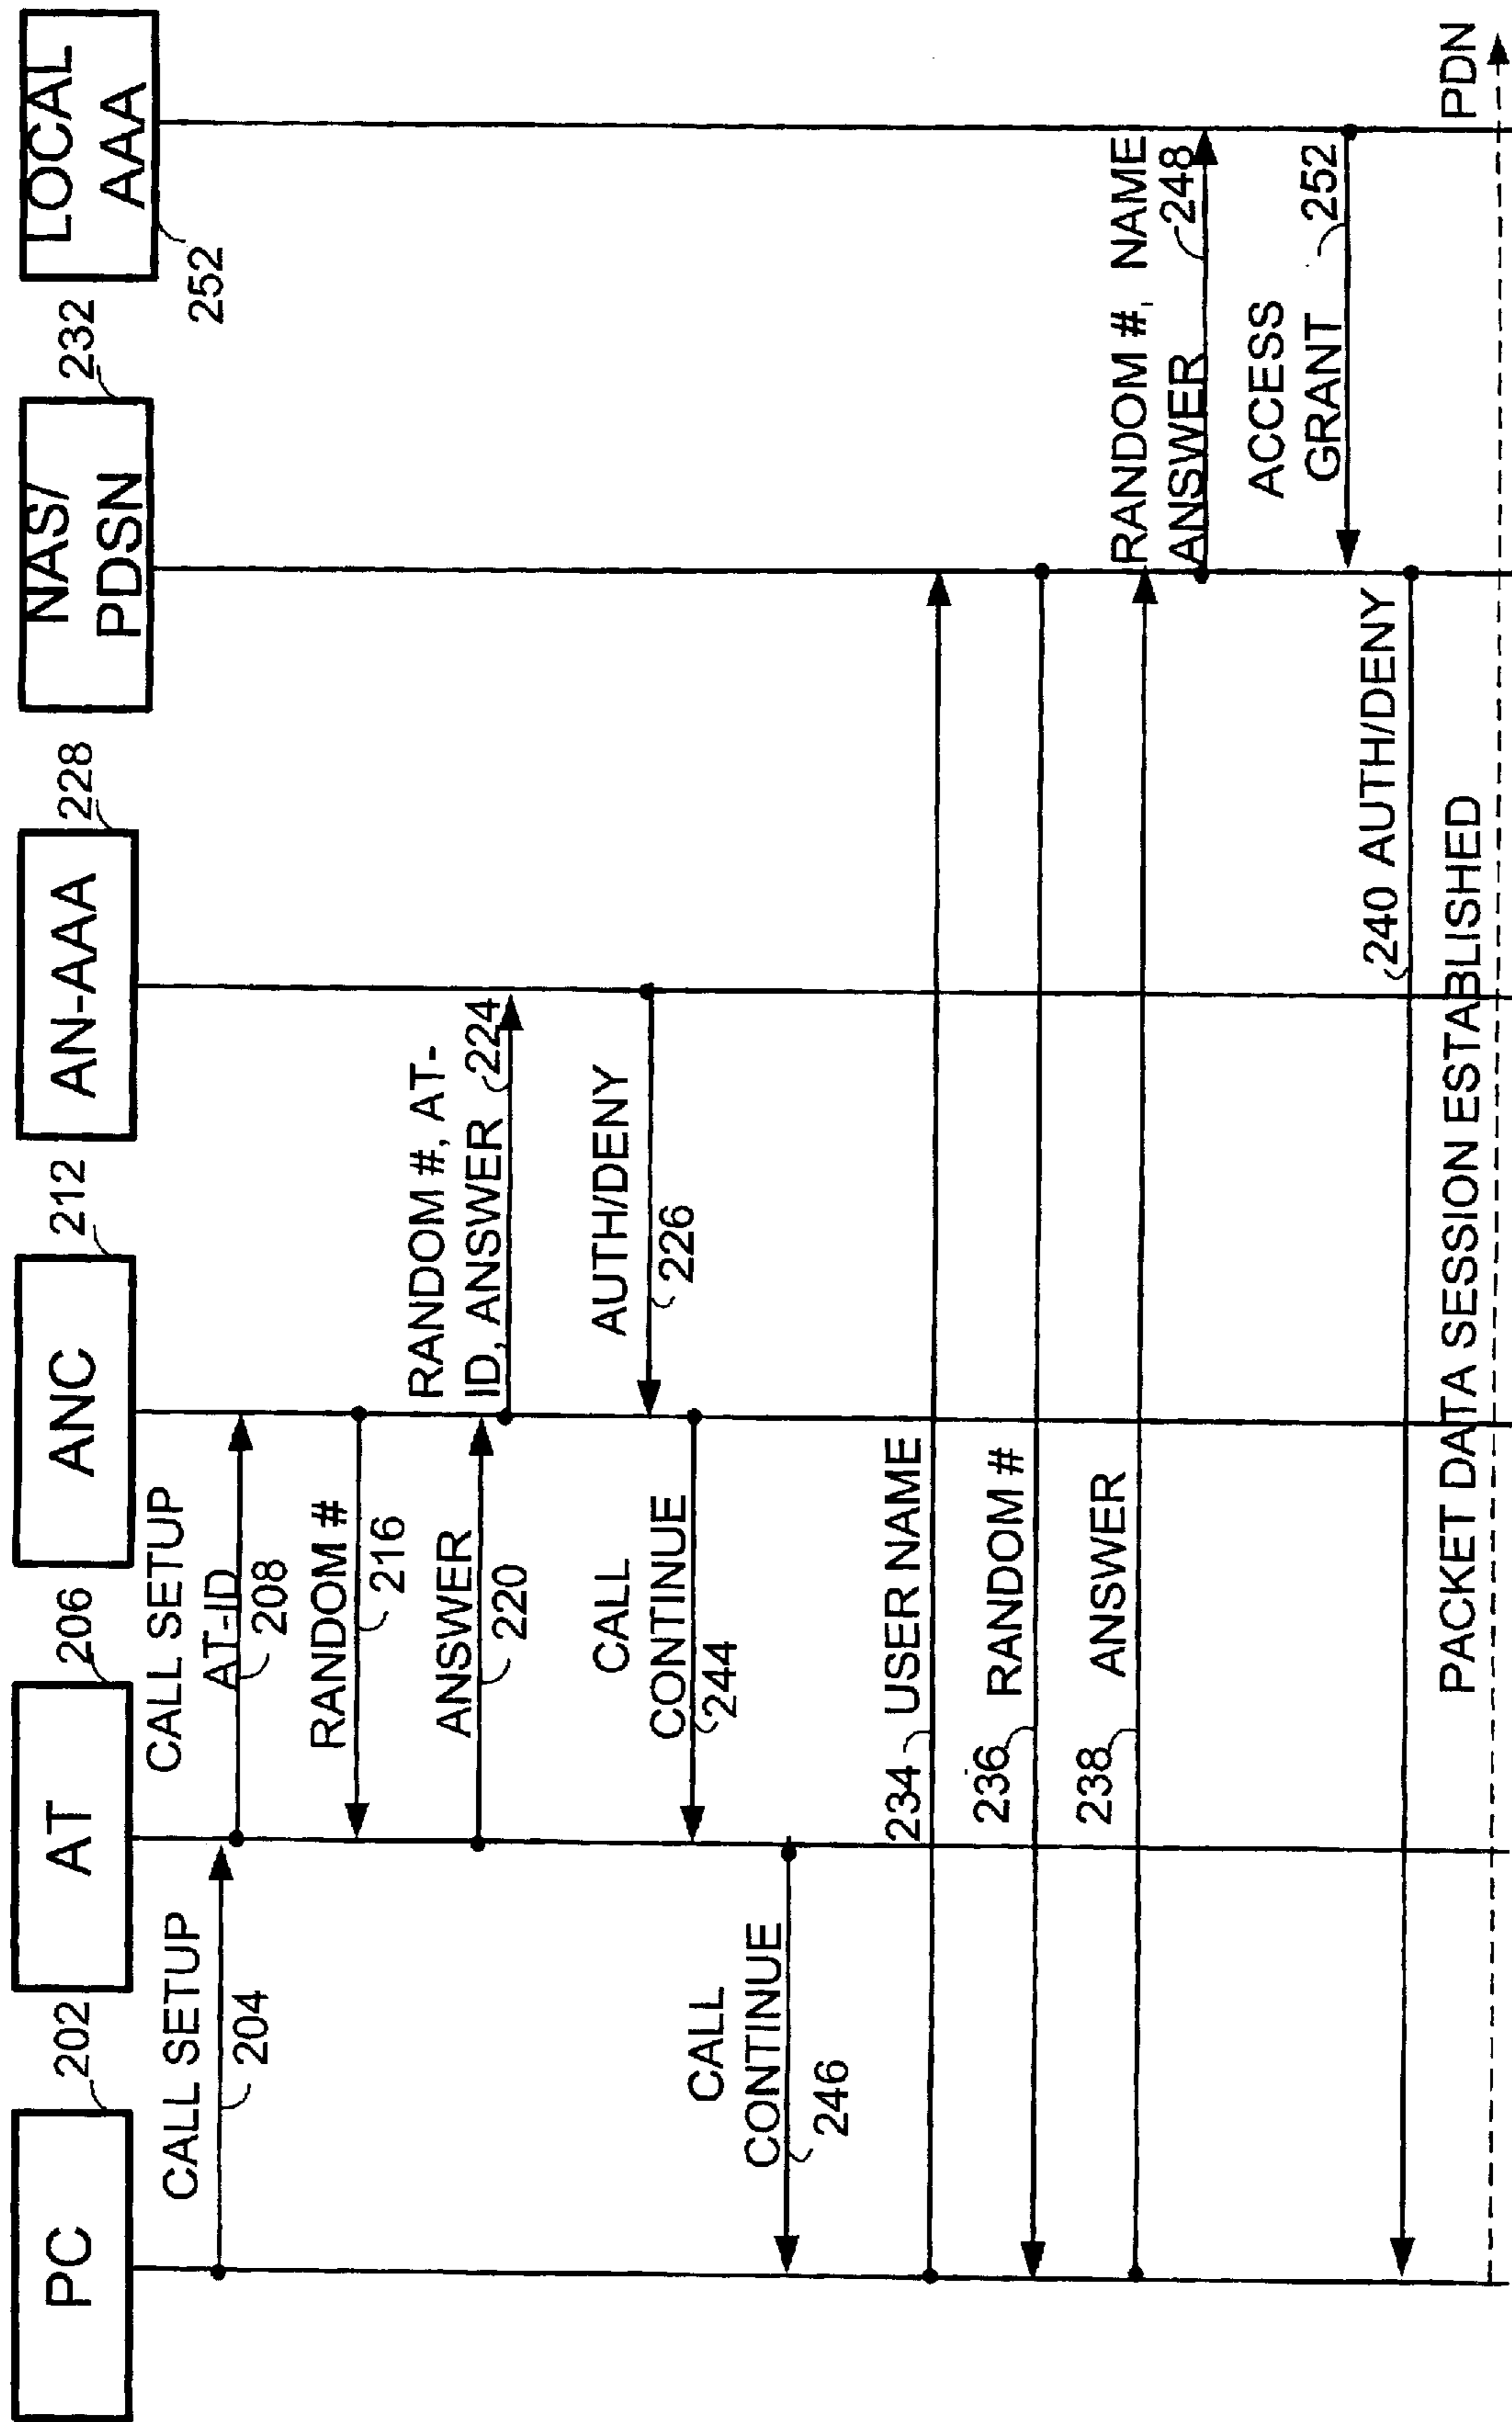 PC
202
AT
206
ANC
212
AN-AAA
228
NAS/
PDSN
232
LOCAL
AAA
252
CALL SETUP
204
CALL SETUP
AT-ID
208
RANDOM #
216
ANSWER
220
RANDOM #, AT-
ID, ANSWER 224
AUTH/DENY
226
CALL
CONTINUE
244
CALL
CONTINUE
246
234 USER NAME
236 RANDOM #
238 ANSWER
RANDOM #, NAME
ANSWER 248
ACCESS
GRANT 252
240 AUTH/DENY
PACKET DATA SESSION ESTABLISHED
PDN